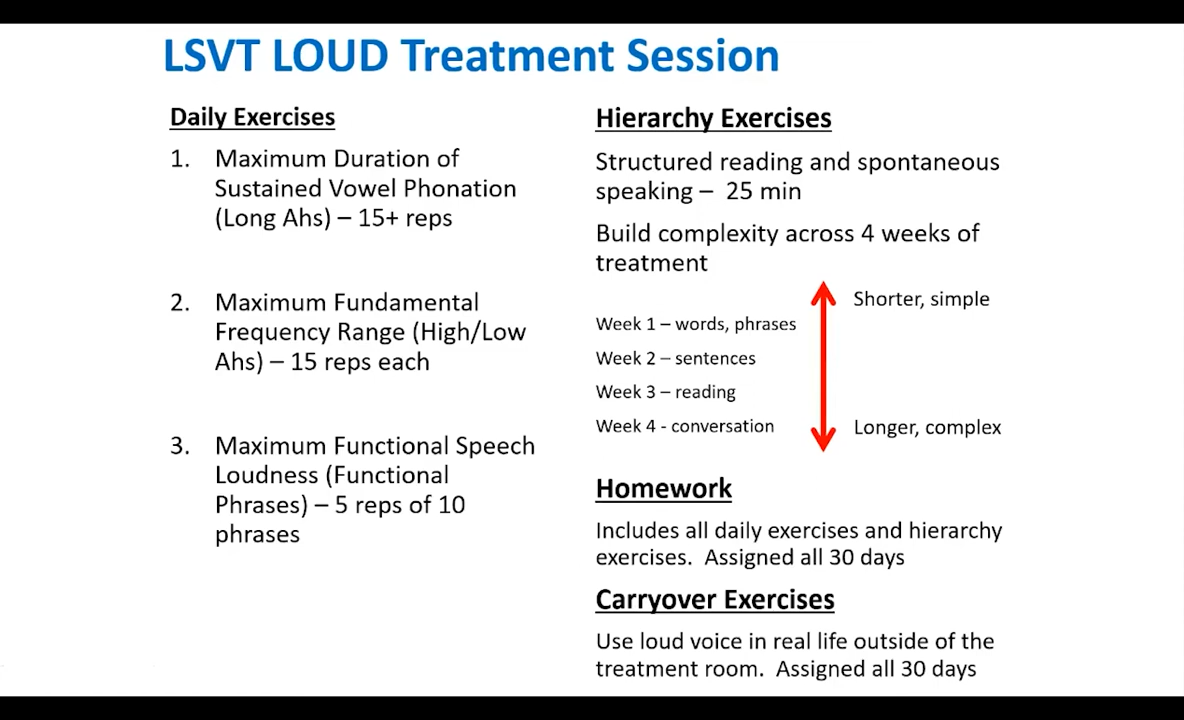 LSVT LOUD Treatment Session
Daily Exercises
1. Maximum Duration of
Sustained Vowel Phonation
(Long Ahs) – 15+ reps
2. Maximum Fundamental
Frequency Range (High/Low
Ahs) – 15 reps each
3. Maximum Functional Speech
Loudness (Functional
Phrases) – 5 reps of 10
phrases
Hierarchy Exercises
Structured reading and spontaneous
speaking – 25 min
Build complexity across 4 weeks of
treatment
Shorter, simple
Week 1 – words, phrases
Week 2 – sentences
Week 3 – reading
Week 4 - conversation
Longer, complex
Homework
Includes all daily exercises and hierarchy
exercises. Assigned all 30 days
Carryover Exercises
Use loud voice in real life outside of the
treatment room. Assigned all 30 days